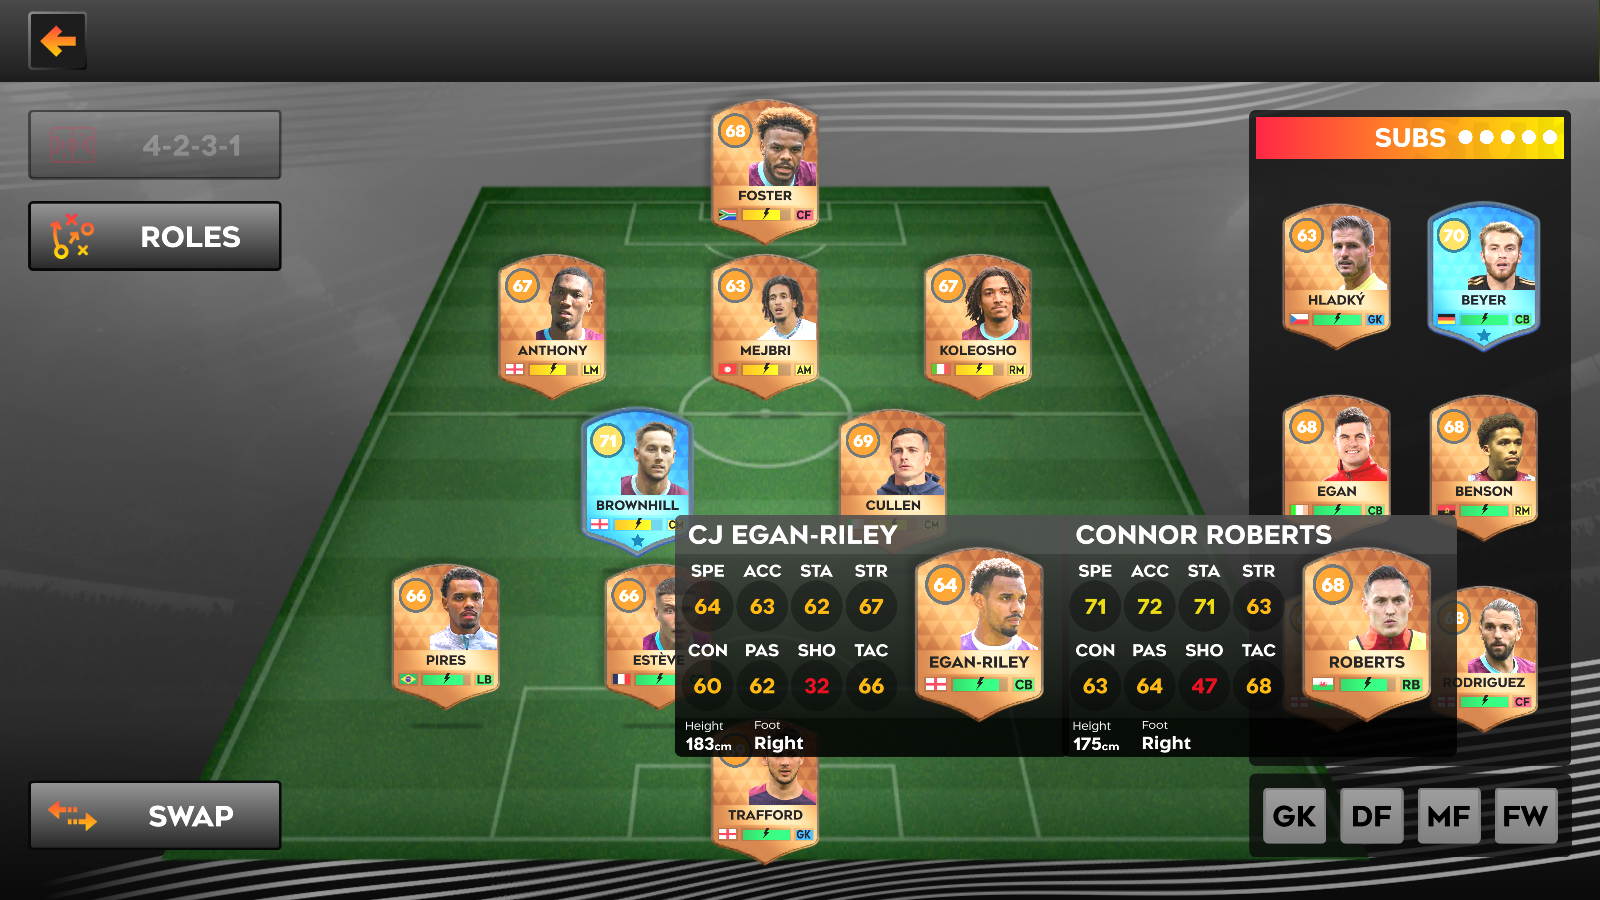 4-2-3-1
ROLES
SWAP
68
FOSTER
CF
67
ANTHONY
LM
63
MEJBRI
AM
67
KOLEOSHO
RM
71
BROWNHILL
CM
69
CULLEN
CM
66
PIRES
LB
66
ESTÈVE
TRAFFORD
GK
CJ EGAN-RILEY
SPE ACC STA STR
64 63 62 67
CON PAS SHO TAC
60 62 32 66
Height Foot
183cm Right
64
EGAN-RILEY
CB
CONNOR ROBERTS
SPE ACC STA STR
71 72 71 63
CON PAS SHO TAC
63 64 47 68
Height Foot
175cm Right
68
ROBERTS
RB
SUBS
63
HLADKÝ
GK
70
BEYER
CB
68
EGAN
CB
68
BENSON
RM
RODRIGUEZ
CF
GK DF MF FW